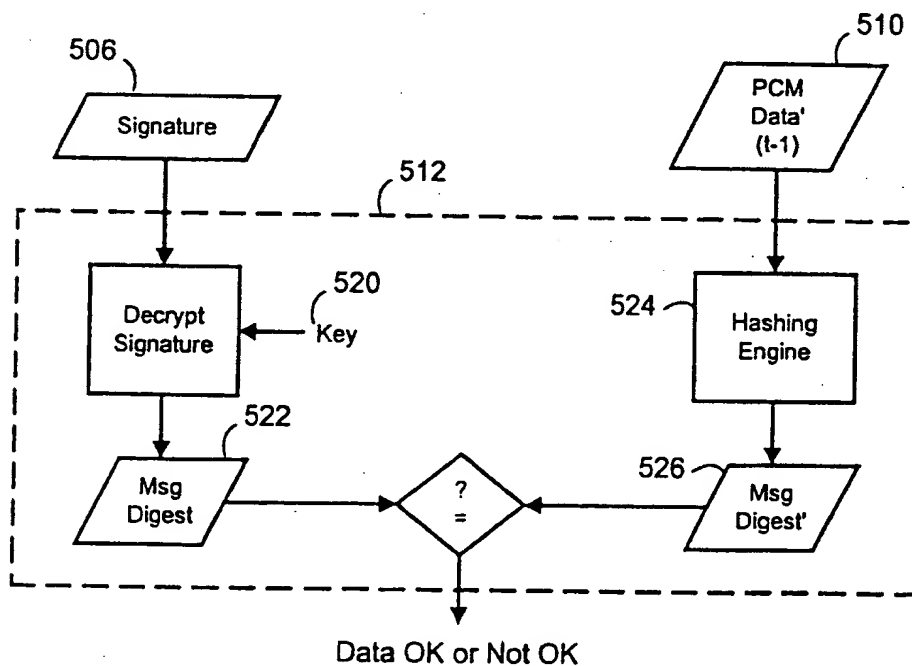 506
510
Signature
PCM
Data'
(t-1)
512
Decrypt
Signature
520
Key
524
Hashing
Engine
522
526
Msg
Digest
?
=
Msg
Digest'
Data OK or Not OK